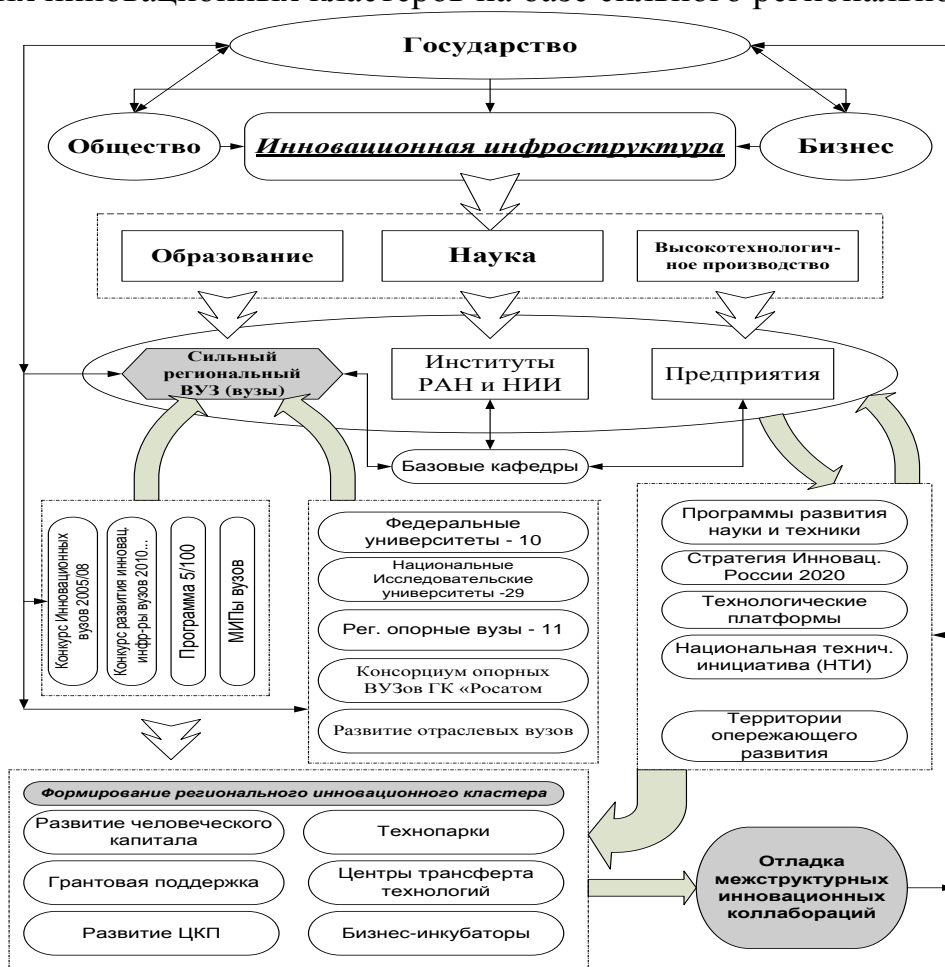 инновационных кластеров на базе сильного
Государство
Общество
Инновационная инфроструктура
Бизнес
Образование
Наука
Высокотехнологич-
ное производство
Сильный
региональный
ВУЗ (вузы)
Институты
РАН и НИИ
Предприятия
Базовые кафедры
Конкурс Инновационных
вузов 2005/08
Конкурс развития инновац.
инфр-ры вузов 2010...
Программа 5/100
МИПы вузов
Федеральные
университеты - 10
Национальные
Исследовательские
университеты -29
Рег. опорные вузы - 11
Консорциум опорных
ВУЗов ГК «Росатом
Развитие отраслевых вузов
Программы развития
науки и техники
Стратегия Инновац.
России 2020
Технологические
платформы
Национальная технич.
инициатива (НТИ)
Территории
опережающего
развития
Формирование регионального инновационного кластера
Развитие человеческого
капитала
Технопарки
Грантовая поддержка
Центры трансферта
технологий
Развитие ЦКП
Бизнес-инкубаторы
Отладка
межструктурных
инновационных
коллабораций